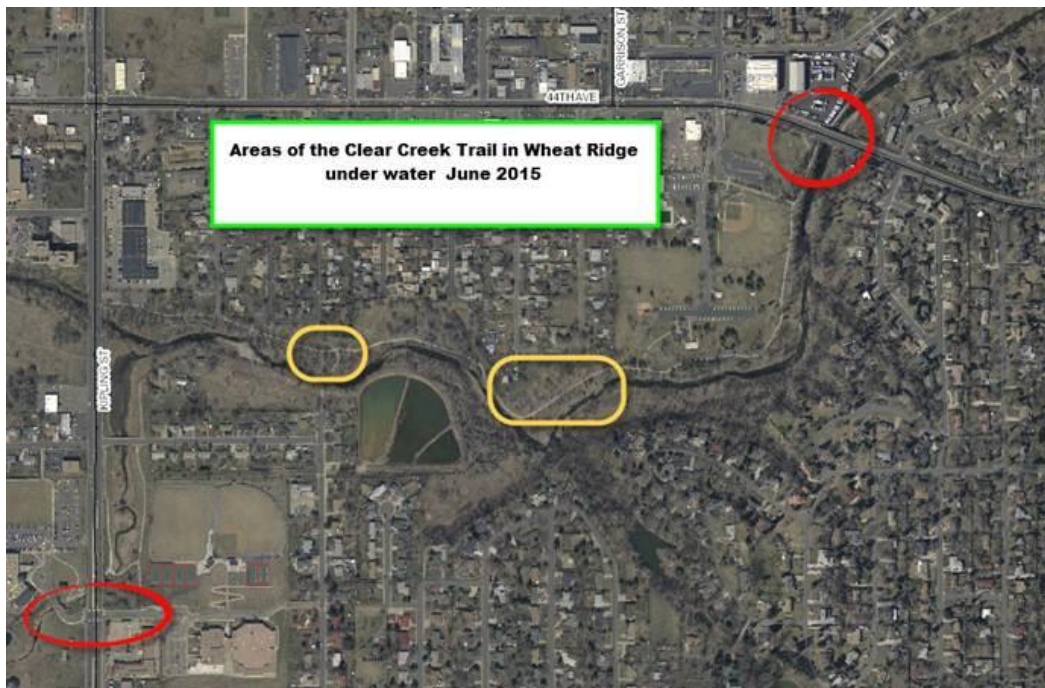 GARRISON ST
44TH AVE
Areas of the Clear Creek Trail in Wheat Ridge
under water  June 2015
KIPLING ST